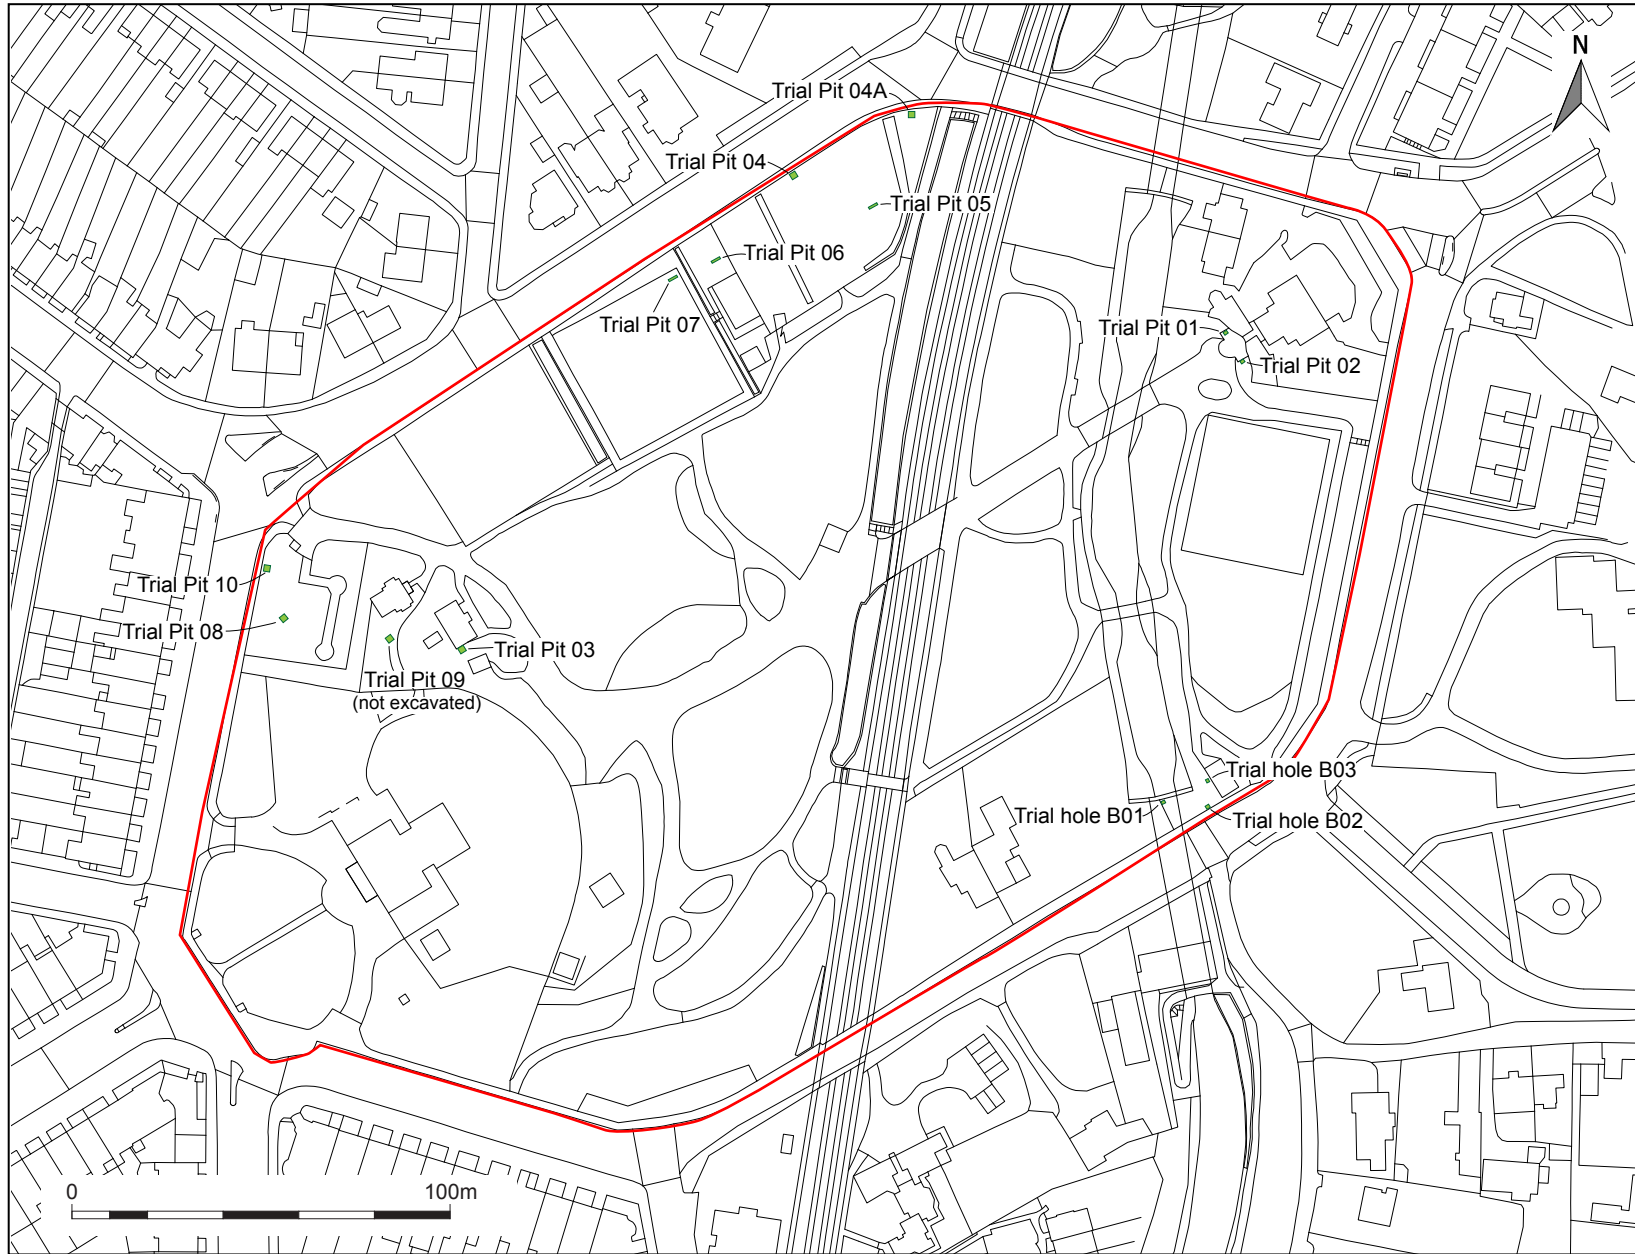 N
Trial Pit 04A
Trial Pit 04
Trial Pit 05
Trial Pit 06
Trial Pit 07
Trial Pit 01
Trial Pit 02
Trial Pit 10
Trial Pit 08
Trial Pit 03
Trial Pit 09
(not excavated)
Trial hole B03
Trial hole B01
Trial hole B02
0
100m